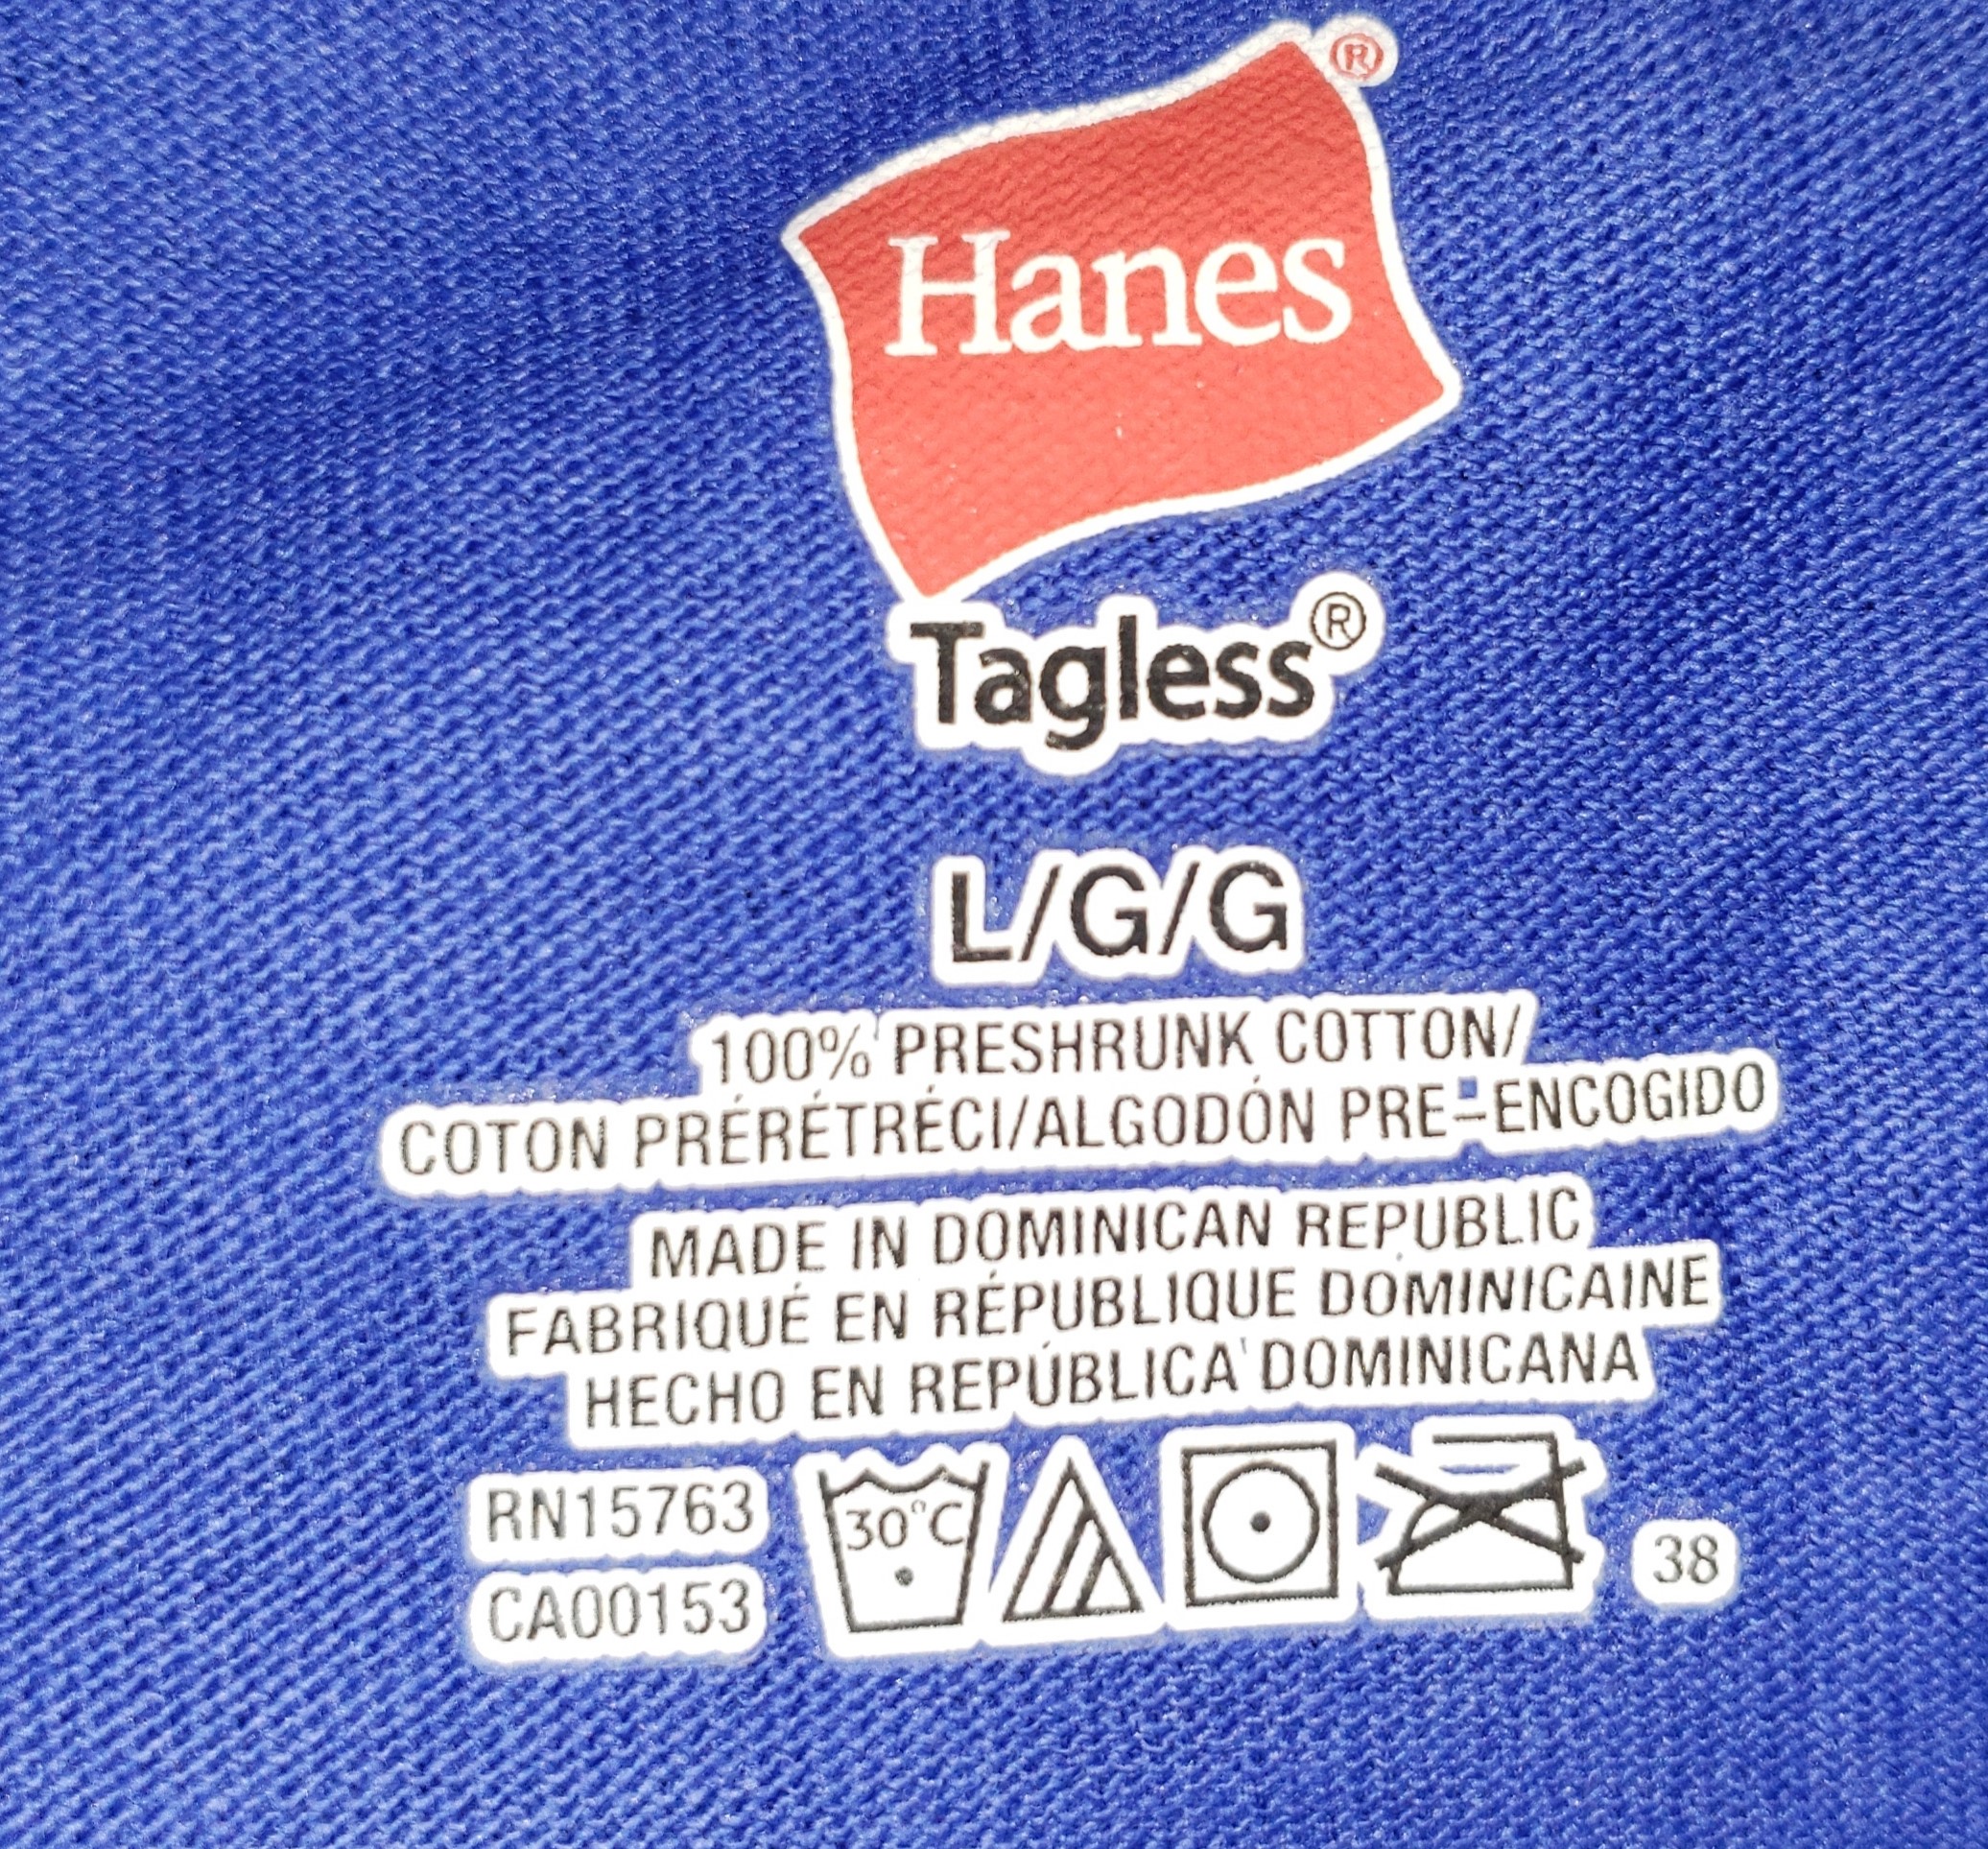 Hanes®
Tagless®
L/G/G
100% PRESHRUNK COTTON/
COTON PRÉRÉTRÉCI/ALGODÓN PRE-ENCOGIDO
MADE IN DOMINICAN REPUBLIC
FABRIQUÉ EN RÉPUBLIQUE DOMINICAINE
HECHO EN REPÚBLICA DOMINICANA
RN15763
CA00153
30°C
38